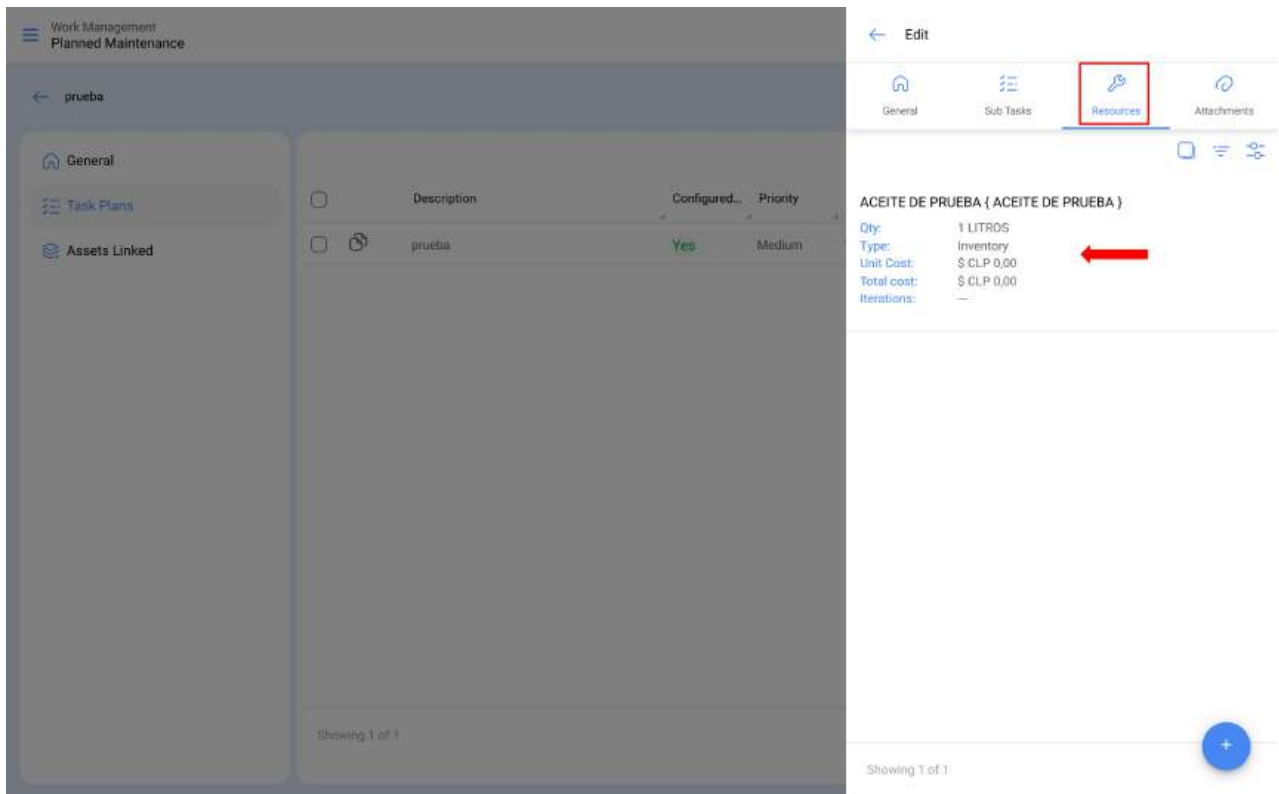 Work Management
Planned Maintenance
prueba
General
Task Plans
Assets Linked
Description Configured... Priority
prueba Yes Medium
Showing 1 of 1
Edit
General Sub Tasks Resources Attachments
ACEITE DE PRUEBA { ACEITE DE PRUEBA }
Qty: 1 LITROS
Type: Inventory
Unit Cost: $ CLP 0,00
Total cost: $ CLP 0,00
Iterations: —
Showing 1 of 1